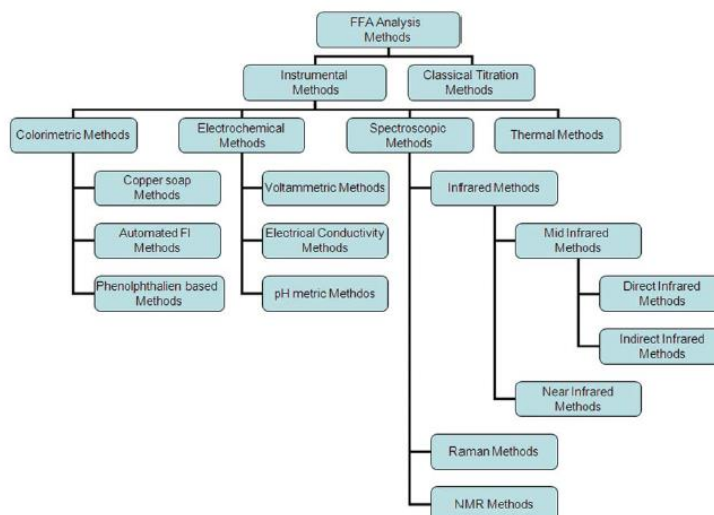 FFA Analysis
Methods
Instrumental
Methods
Classical Titration
Methods
Colorimetric Methods
Electrochemical
Methods
Spectroscopic
Methods
Thermal Methods
Copper soap
Methods
Voltammetric Methods
Infrared Methods
Automated FI
Methods
Electrical Conductivity
Methods
Mid Infrared
Methods
Phenolphthalien based
Methods
pH metric Methdos
Direct Infrared
Methods
Indirect Infrared
Methods
Near Infrared
Methods
Raman Methods
NMR Methods